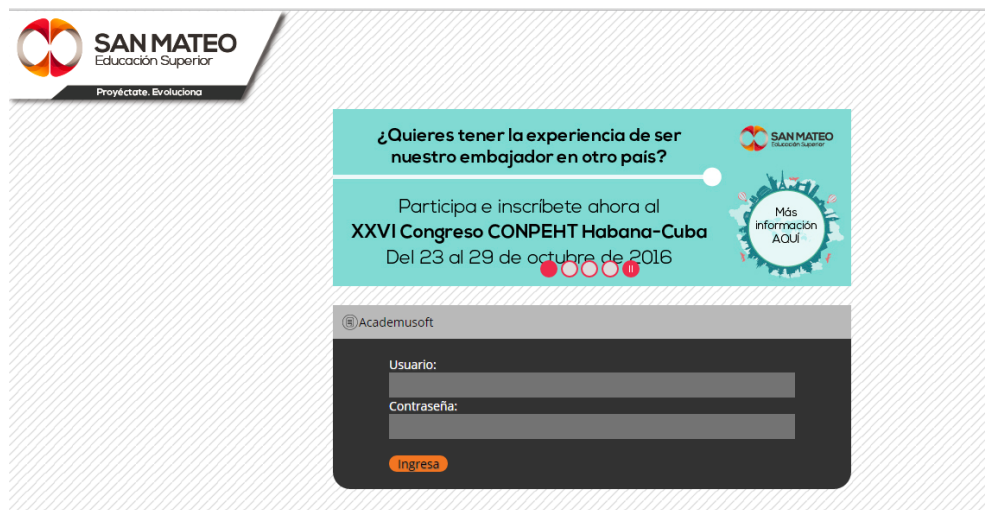 SAN MATEO
Educación Superior
Proyéctate. Evoluciona
¿Quieres tener la experiencia de ser
nuestro embajador en otro país?
SAN MATEO
Educación Superior
Participa e inscríbete ahora al
XXVI Congreso CONPEHT Habana-Cuba
Del 23 al 29 de octubre de 2016
Más
información
AQUÍ
Academusoft
Usuario:
Contraseña:
Ingresa